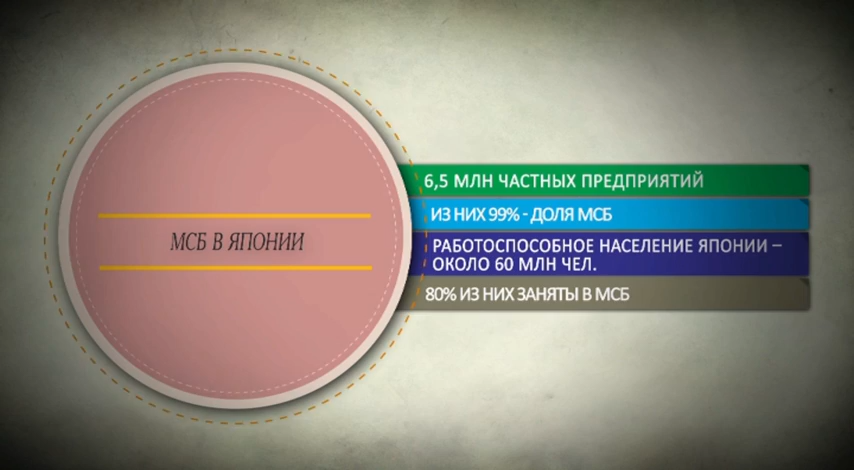 МСБ В ЯПОНИИ
6,5 МЛН ЧАСТНЫХ ПРЕДПРИЯТИЙ
ИЗ НИХ 99% - ДОЛЯ МСБ
РАБОТОСПОСОБНОЕ НАСЕЛЕНИЕ ЯПОНИИ –
ОКОЛО 60 МЛН ЧЕЛ.
80% ИЗ НИХ ЗАНЯТЫ В МСБ